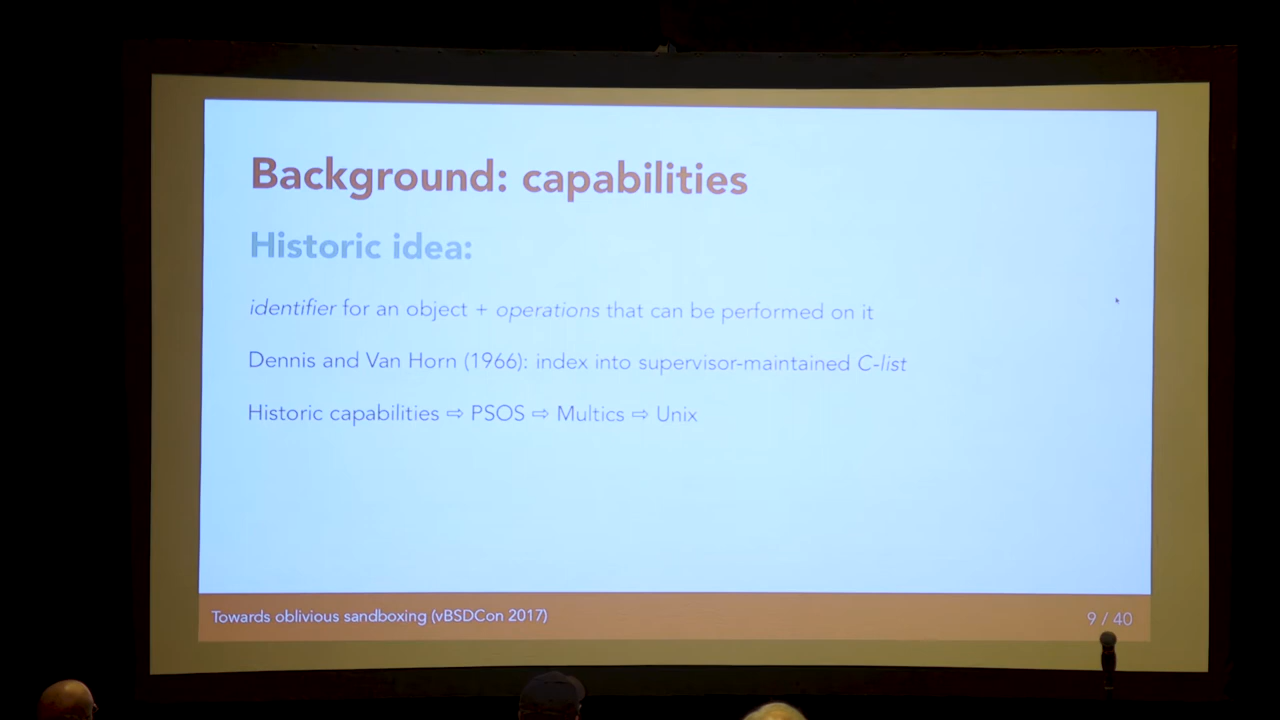 Background: capabilities
Historic idea:
identifier for an object + operations that can be performed on it
Dennis and Van Horn (1966): index into supervisor-maintained C-list
Historic capabilities ⇨ PSOS ⇨ Multics ⇨ Unix
Towards oblivious sandboxing (vBSDCon 2017)
9 / 40